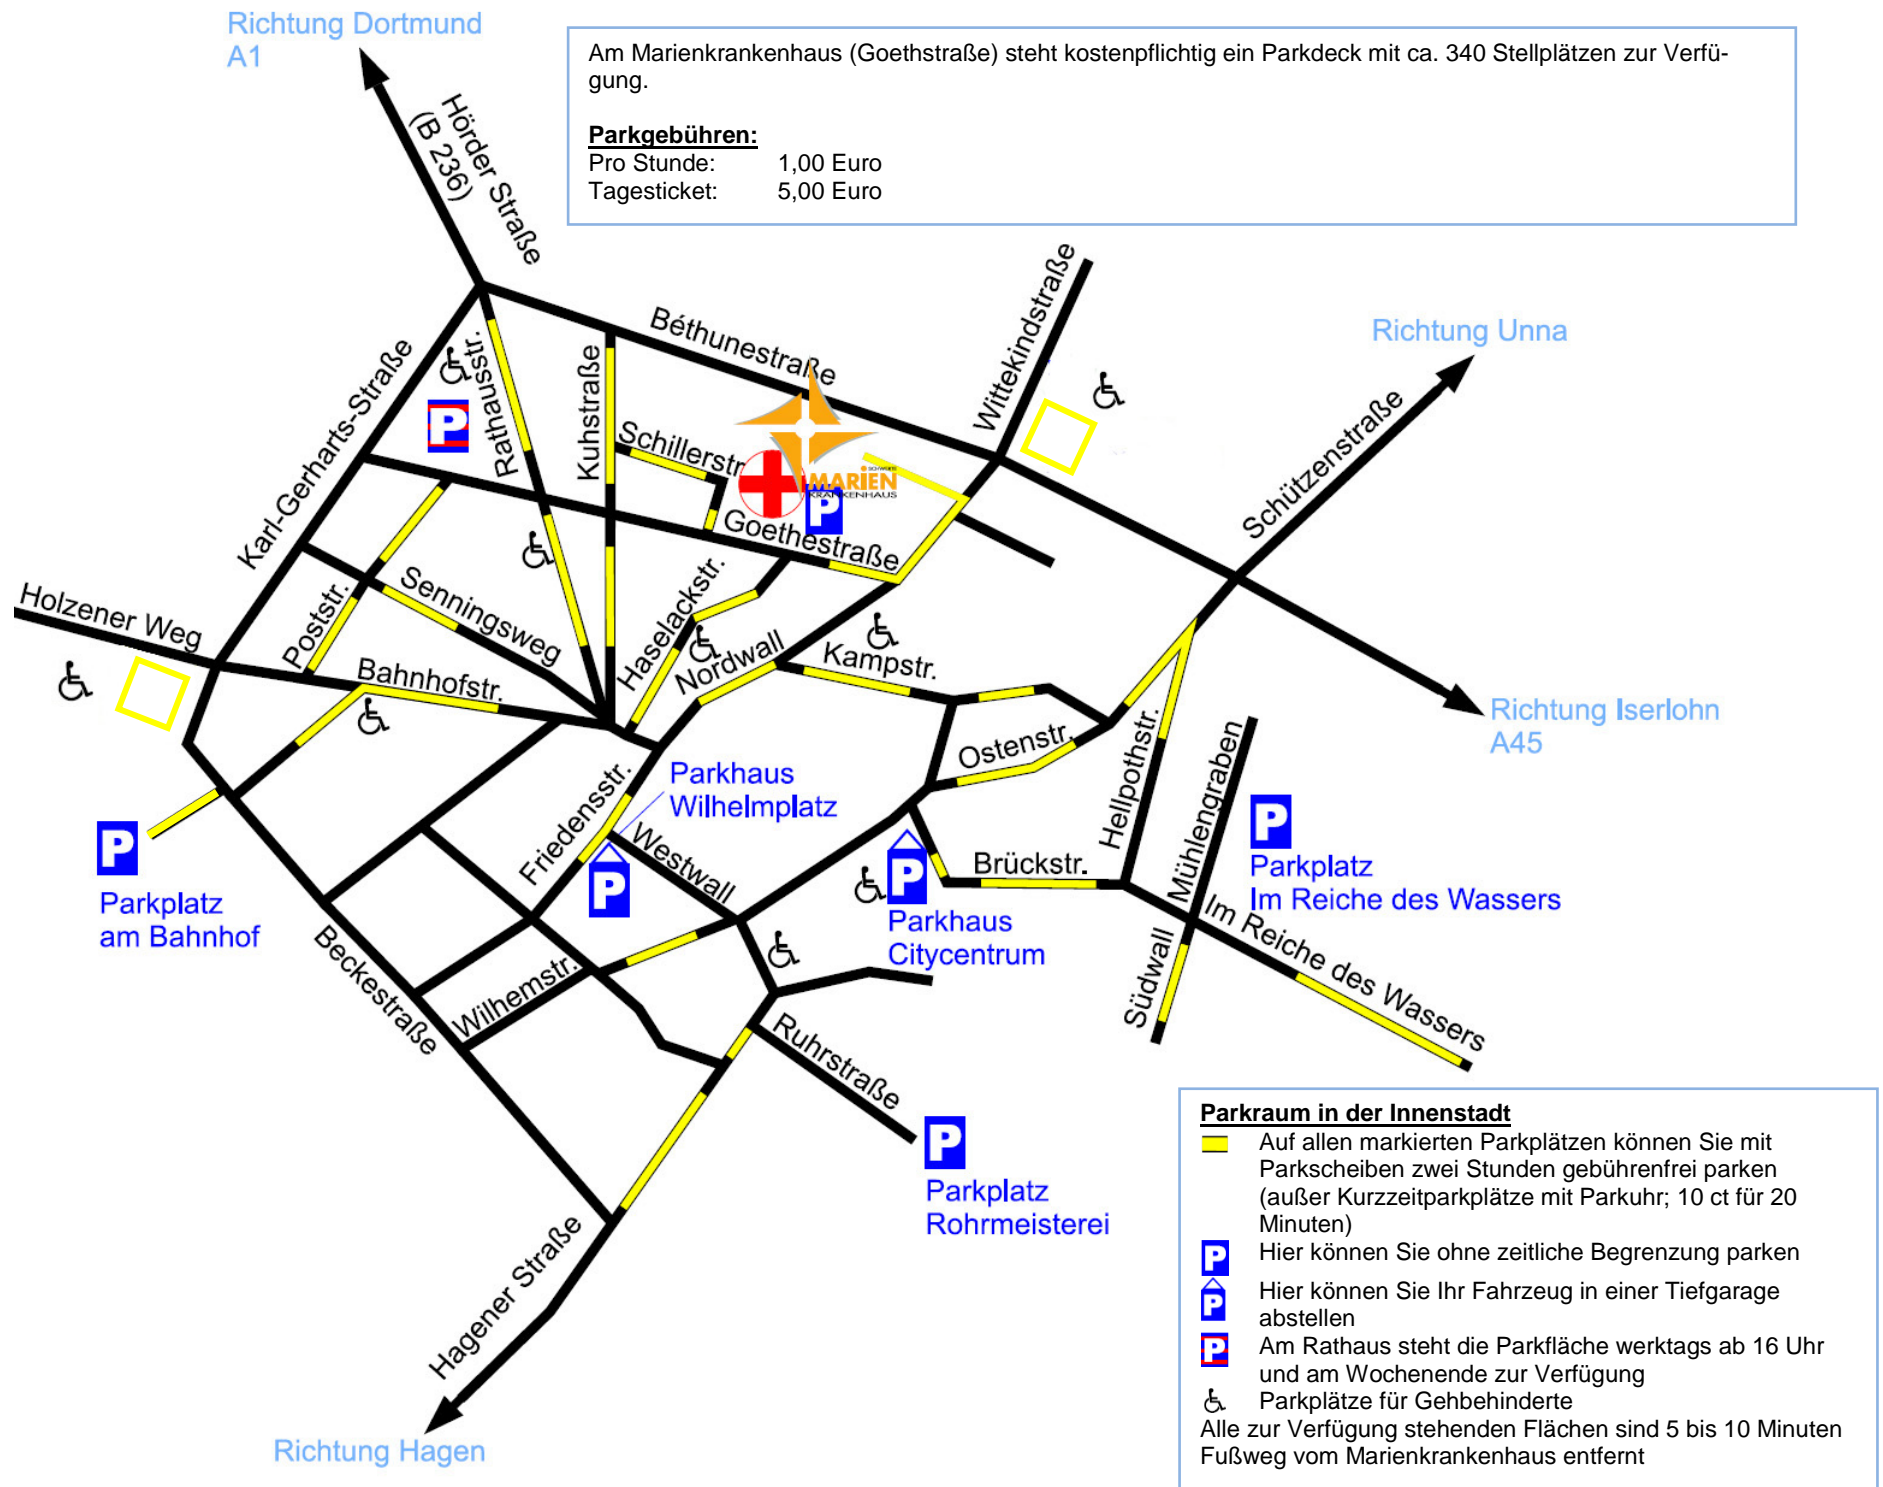 Richtung Dortmund
A1
Am Marienkrankenhaus (Goethstraße) steht kostenpflichtig ein Parkdeck mit ca. 340 Stellplätzen zur Verfü-
gung.
Parkgebühren:
Pro Stunde: 1,00 Euro
Tagesticket: 5,00 Euro
Hörder Straße
(B 236)
Béthunestraße
Wittekindstraße
Richtung Unna
Schützenstraße
Karl-Gerharts-Straße
P
Rathausstr.
Kuhstraße
Schillerstr
SCHWERTE
MARIEN
KRANKENHAUS
P
Goethestraße
Holzener Weg
Poststr.
Senningsweg
Haselackstr.
Bahnhofstr.
Nordwall
Kampstr.
Ostenstr.
Hellpothstr.
Mühlengraben
Richtung Iserlohn
A45
Parkhaus
Wilhelmplatz
Friedensstr.
Westwall
P
P
Parkplatz
am Bahnhof
P
Parkhaus
Citycentrum
Brückstr.
P
Parkplatz
Im Reiche des Wassers
Im Reiche des Wassers
Südwall
Beckestraße
Wilhemstr.
Ruhrstraße
P
Parkplatz
Rohrmeisterei
Hagener Straße
Richtung Hagen
Parkraum in der Innenstadt
Auf allen markierten Parkplätzen können Sie mit
Parkscheiben zwei Stunden gebührenfrei parken
(außer Kurzzeitparkplätze mit Parkuhr; 10 ct für 20
Minuten)
P Hier können Sie ohne zeitliche Begrenzung parken
P Hier können Sie Ihr Fahrzeug in einer Tiefgarage
abstellen
P Am Rathaus steht die Parkfläche werktags ab 16 Uhr
und am Wochenende zur Verfügung
Parkplätze für Gehbehinderte
Alle zur Verfügung stehenden Flächen sind 5 bis 10 Minuten
Fußweg vom Marienkrankenhaus entfernt